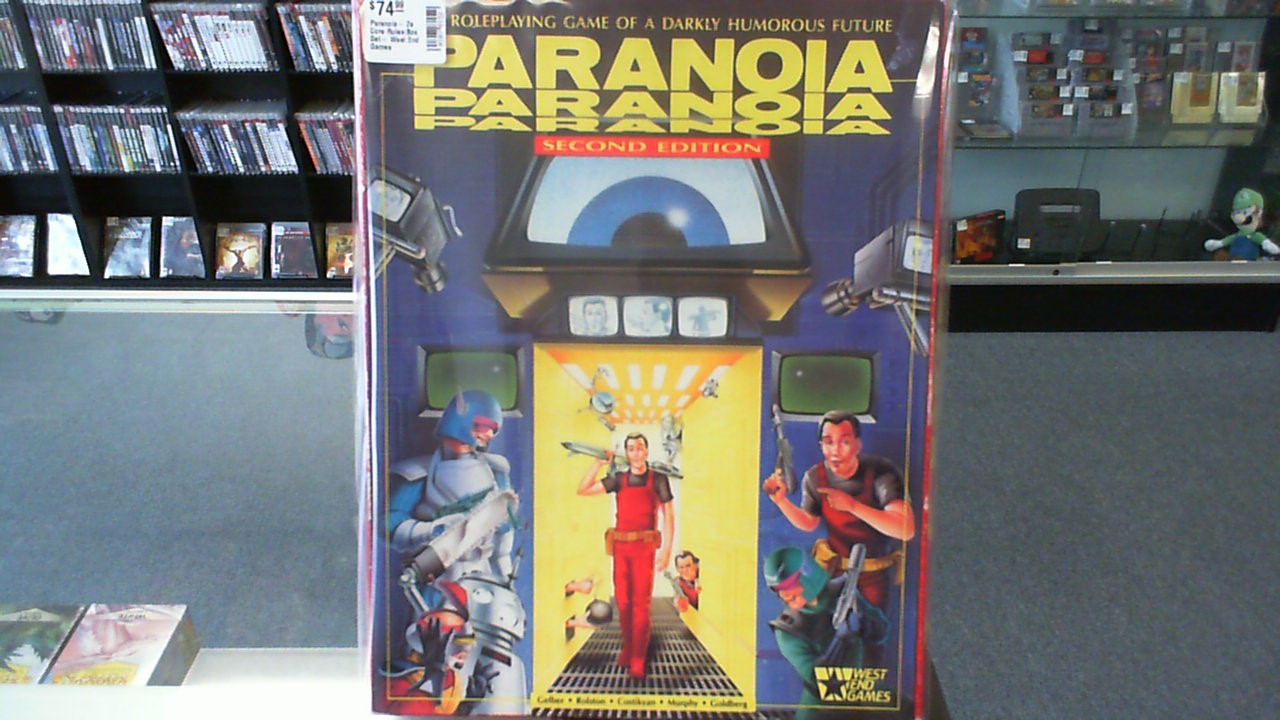 $74.99
Paranoia - 2e
Core Rules Box
Set - West End
Games
ROLEPLAYING GAME OF A DARKLY HUMOROUS FUTURE
PARANOIA
PARANOIA
PARANOIA
SECOND EDITION
WEST
END
GAMES
Gelber • Rolston • Costikyan • Murphy • Goldberg